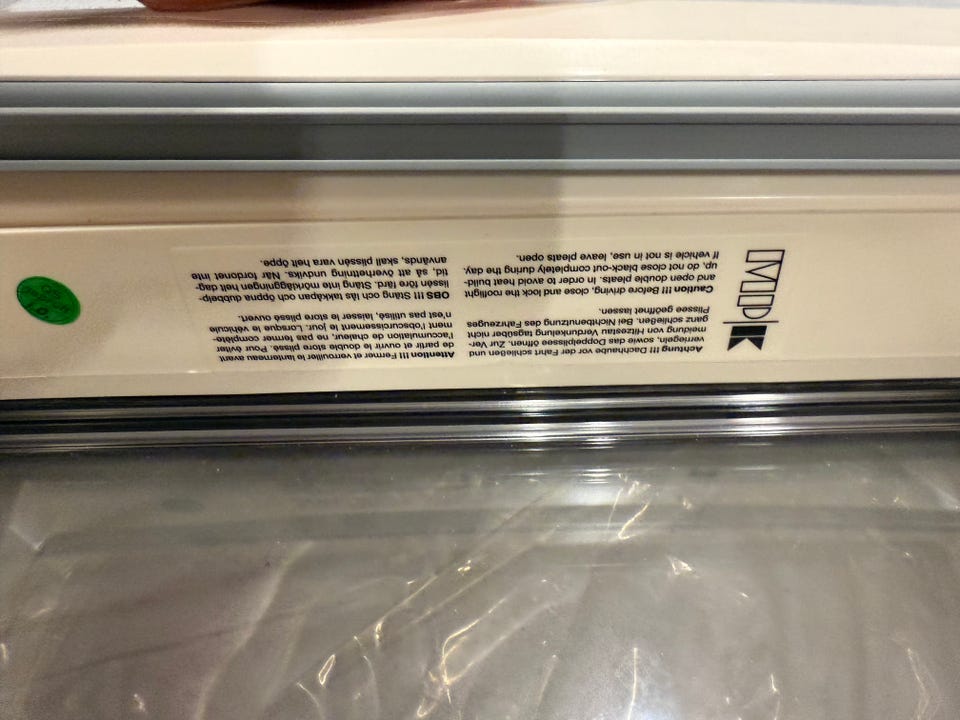 MPK
Achtung !!! Dachhaube vor der Fahrt schließen und
verriegeln, sowie das Doppelplissee öffnen. Zur Ver-
meidung von Hitzestau Verdunkelung tagsüber nicht
ganz schließen. Bei Nichtbenutzung des Fahrzeuges
Plissee geöffnet lassen.
Caution !!! Before driving, close and lock the rooflight
and open double pleats. In order to avoid heat build-
up, do not close black-out completely during the day.
If vehicle is not in use, leave pleats open.
Attention !!! Fermer et verrouiller le lanterneau avant
de partir et ouvrir le double store plissé. Pour éviter
l'accumulation de chaleur, ne pas fermer complète-
ment l'obscurcissement le jour. Lorsque le véhicule
n'est pas utilisé, laisser le store plissé ouvert.
OBS !!! Stäng och lås takkåpan och öppna dubbelp-
lissén före. färd. Stäng inte mörkläggningen helt dag-
tid, så att överhettning undviks. När fordonet inte
används, skall plissén vara helt öppe.